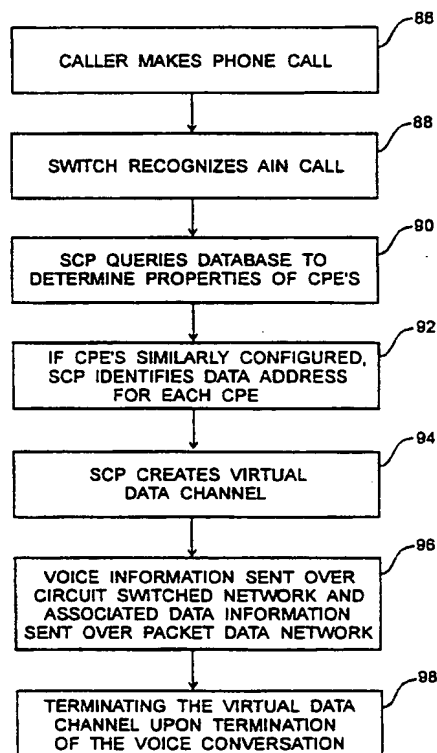 88
CALLER MAKES PHONE CALL
88
SWITCH RECOGNIZES AIN CALL
90
SCP QUERIES DATABASE TO
DETERMINE PROPERTIES OF CPE'S
92
IF CPE'S SIMILARLY CONFIGURED,
SCP IDENTIFIES DATA ADDRESS
FOR EACH CPE
94
SCP CREATES VIRTUAL
DATA CHANNEL
96
VOICE INFORMATION SENT OVER
CIRCUIT SWITCHED NETWORK AND
ASSOCIATED DATA INFORMATION
SENT OVER PACKET DATA NETWORK
98
TERMINATING THE VIRTUAL DATA
CHANNEL UPON TERMINATION
OF THE VOICE CONVERSATION